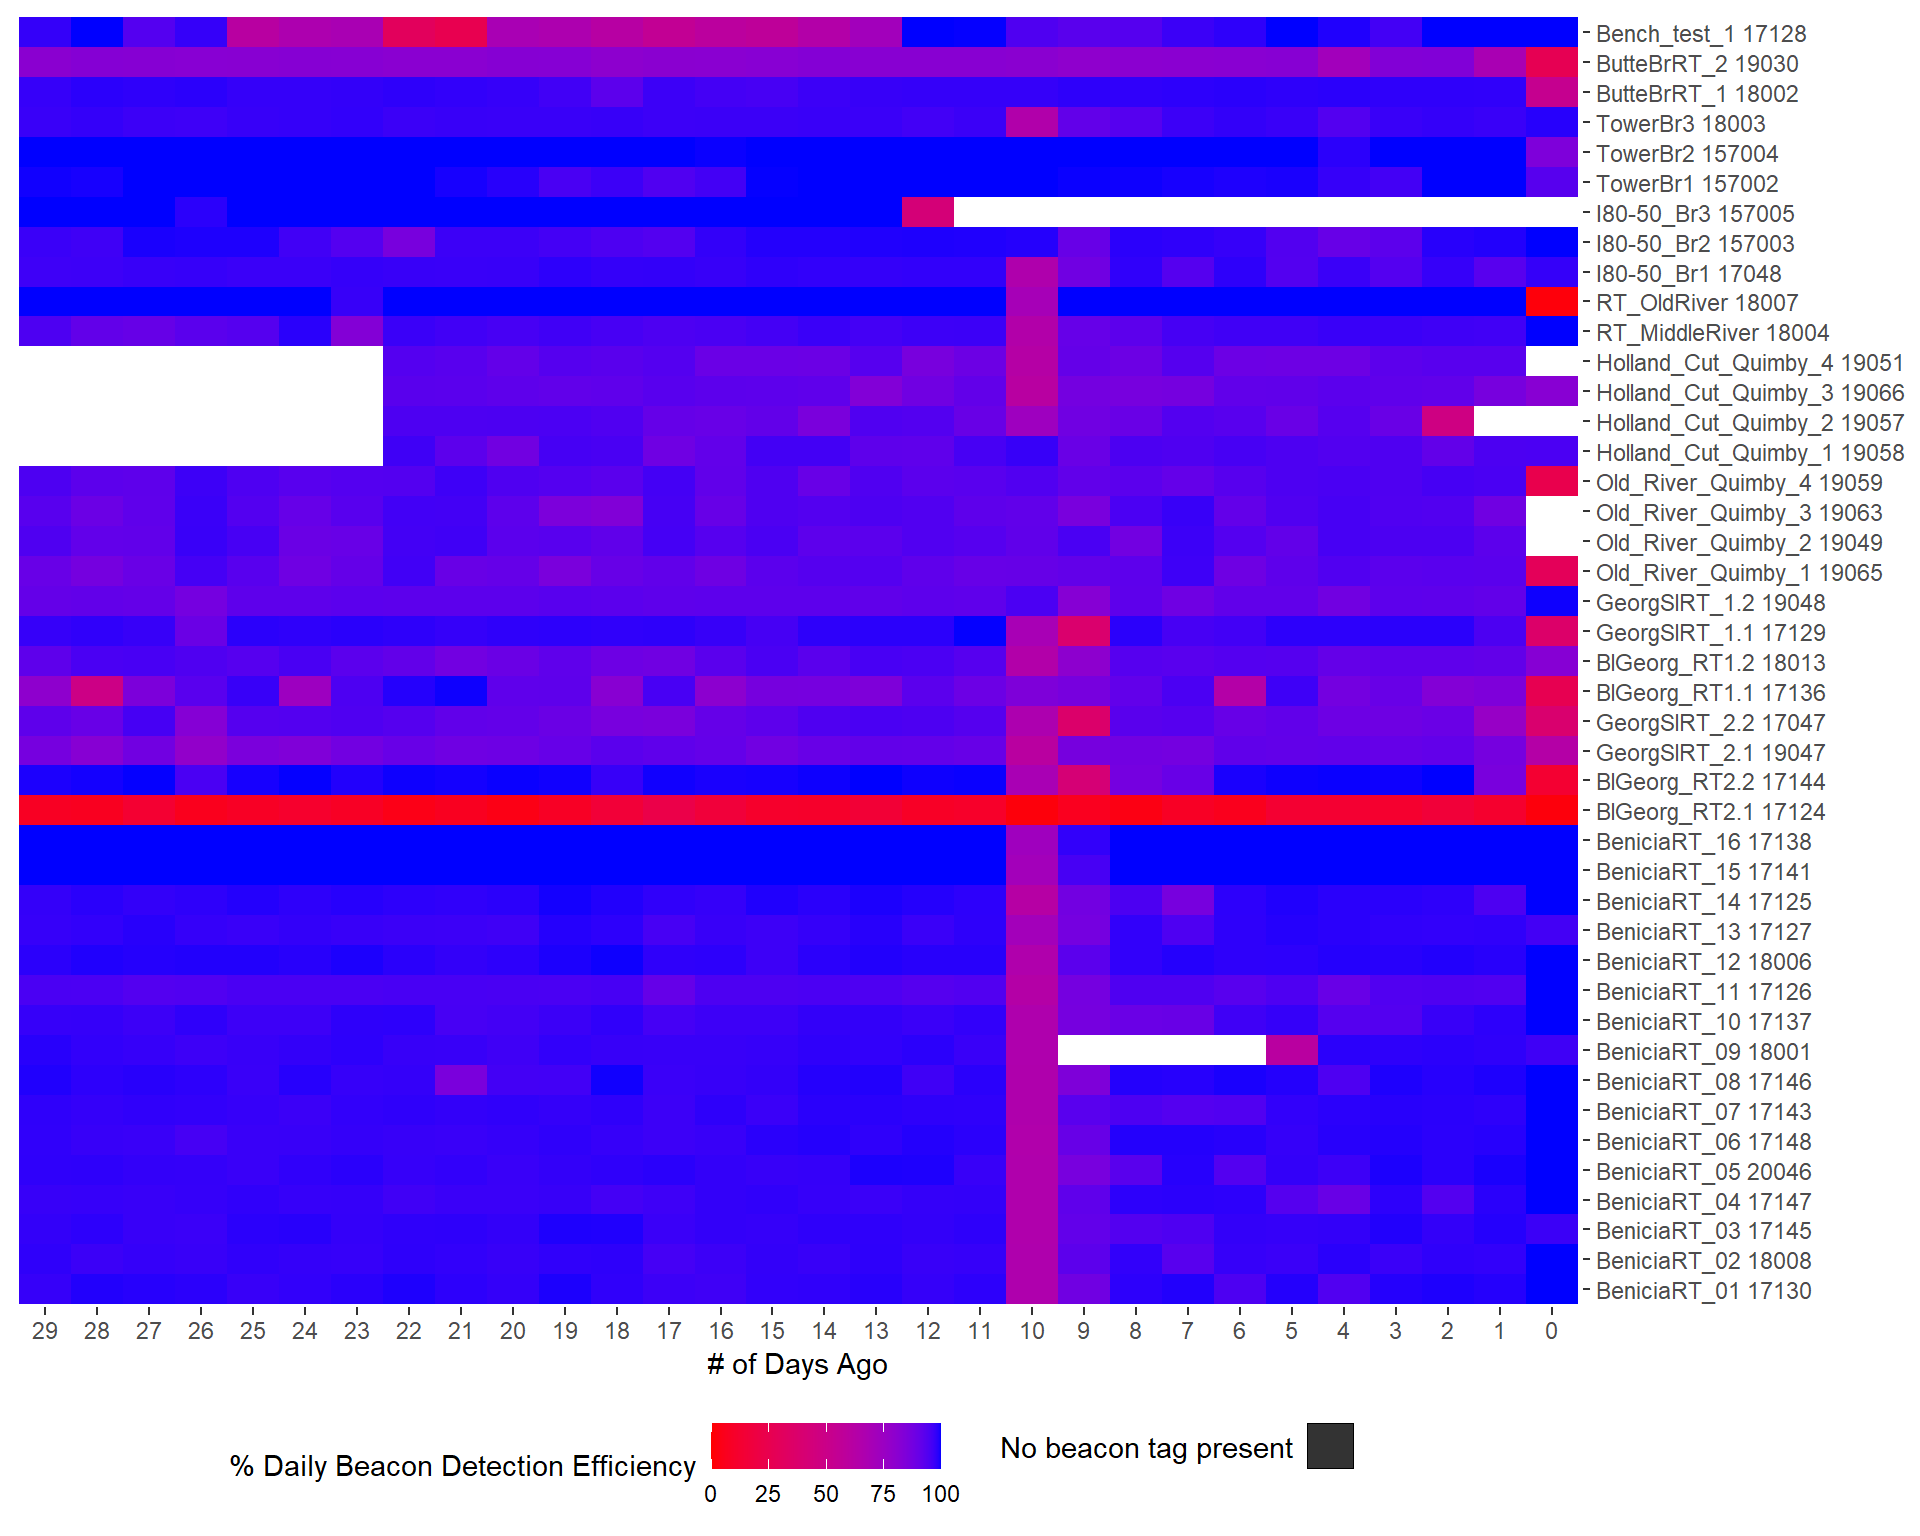 Bench_test_1 17128
ButteBrRT_2 19030
ButteBrRT_1 18002
TowerBr3 18003
TowerBr2 157004
TowerBr1 157002
I80-50_Br3 157005
I80-50_Br2 157003
I80-50_Br1 17048
RT_OldRiver 18007
RT_MiddleRiver 18004
Holland_Cut_Quimby_4 19051
Holland_Cut_Quimby_3 19066
Holland_Cut_Quimby_2 19057
Holland_Cut_Quimby_1 19058
Old_River_Quimby_4 19059
Old_River_Quimby_3 19063
Old_River_Quimby_2 19049
Old_River_Quimby_1 19065
GeorgSlRT_1.2 19048
GeorgSlRT_1.1 17129
BlGeorg_RT1.2 18013
BlGeorg_RT1.1 17136
GeorgSlRT_2.2 17047
GeorgSlRT_2.1 19047
BlGeorg_RT2.2 17144
BlGeorg_RT2.1 17124
BeniciaRT_16 17138
BeniciaRT_15 17141
BeniciaRT_14 17125
BeniciaRT_13 17127
BeniciaRT_12 18006
BeniciaRT_11 17126
BeniciaRT_10 17137
BeniciaRT_09 18001
BeniciaRT_08 17146
BeniciaRT_07 17143
BeniciaRT_06 17148
BeniciaRT_05 20046
BeniciaRT_04 17147
BeniciaRT_03 17145
BeniciaRT_02 18008
BeniciaRT_01 17130
29 28 27 26 25 24 23 22 21 20 19 18 17 16 15 14 13 12 11 10 9 8 7 6 5 4 3 2 1 0
# of Days Ago
% Daily Beacon Detection Efficiency
0 25 50 75 100
No beacon tag present